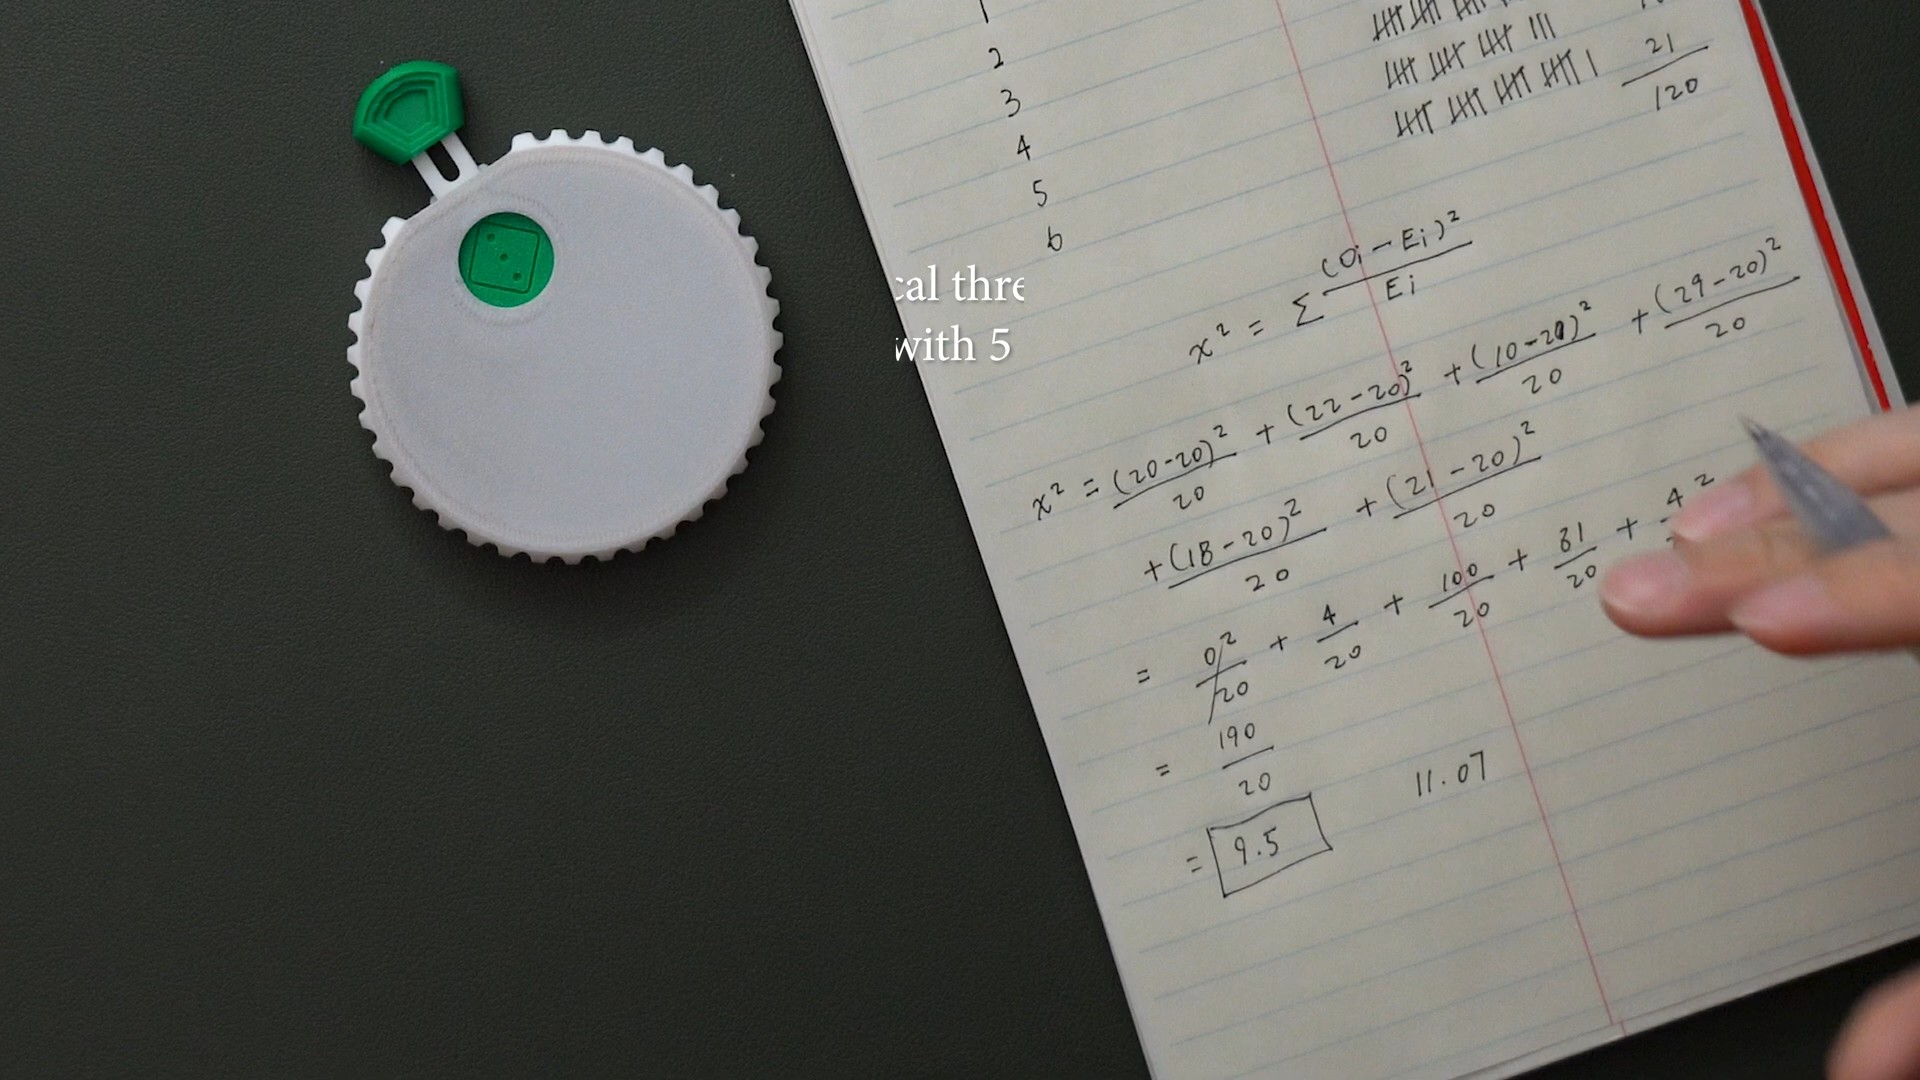 1
2
3
4
5
6
21
120
cal thre
with 5
x² = Σ (Oi - Ei)² / Ei
x² = (20-20)²/20 + (22-20)²/20 + (10-20)²/20 + (29-20)²/20
+ (18-20)²/20 + (21-20)²/20
= 0²/20 + 4/20 + 100/20 + 81/20 + 4
= 190/20
= 9.5
11.07